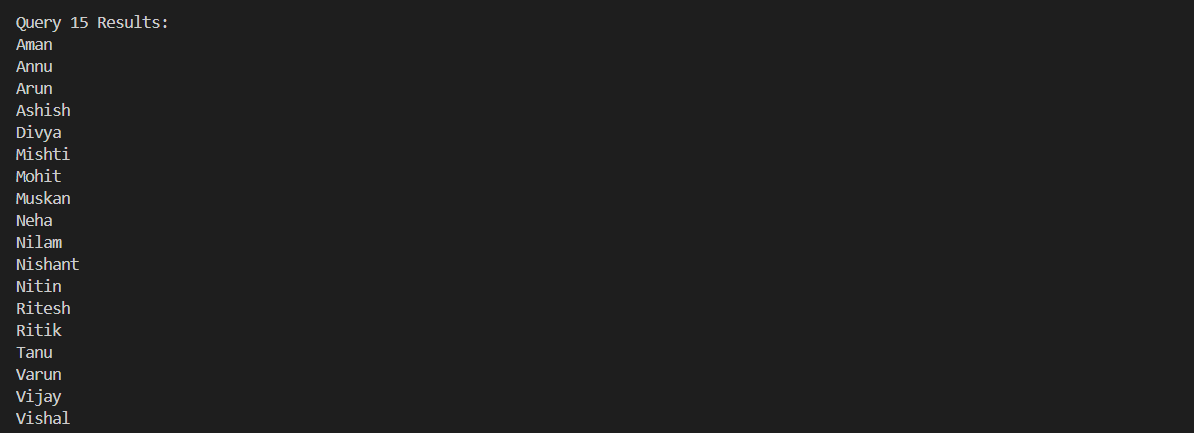 Query 15 Results:
Aman
Annu
Arun
Ashish
Divya
Mishti
Mohit
Muskan
Neha
Nilam
Nishant
Nitin
Ritesh
Ritik
Tanu
Varun
Vijay
Vishal